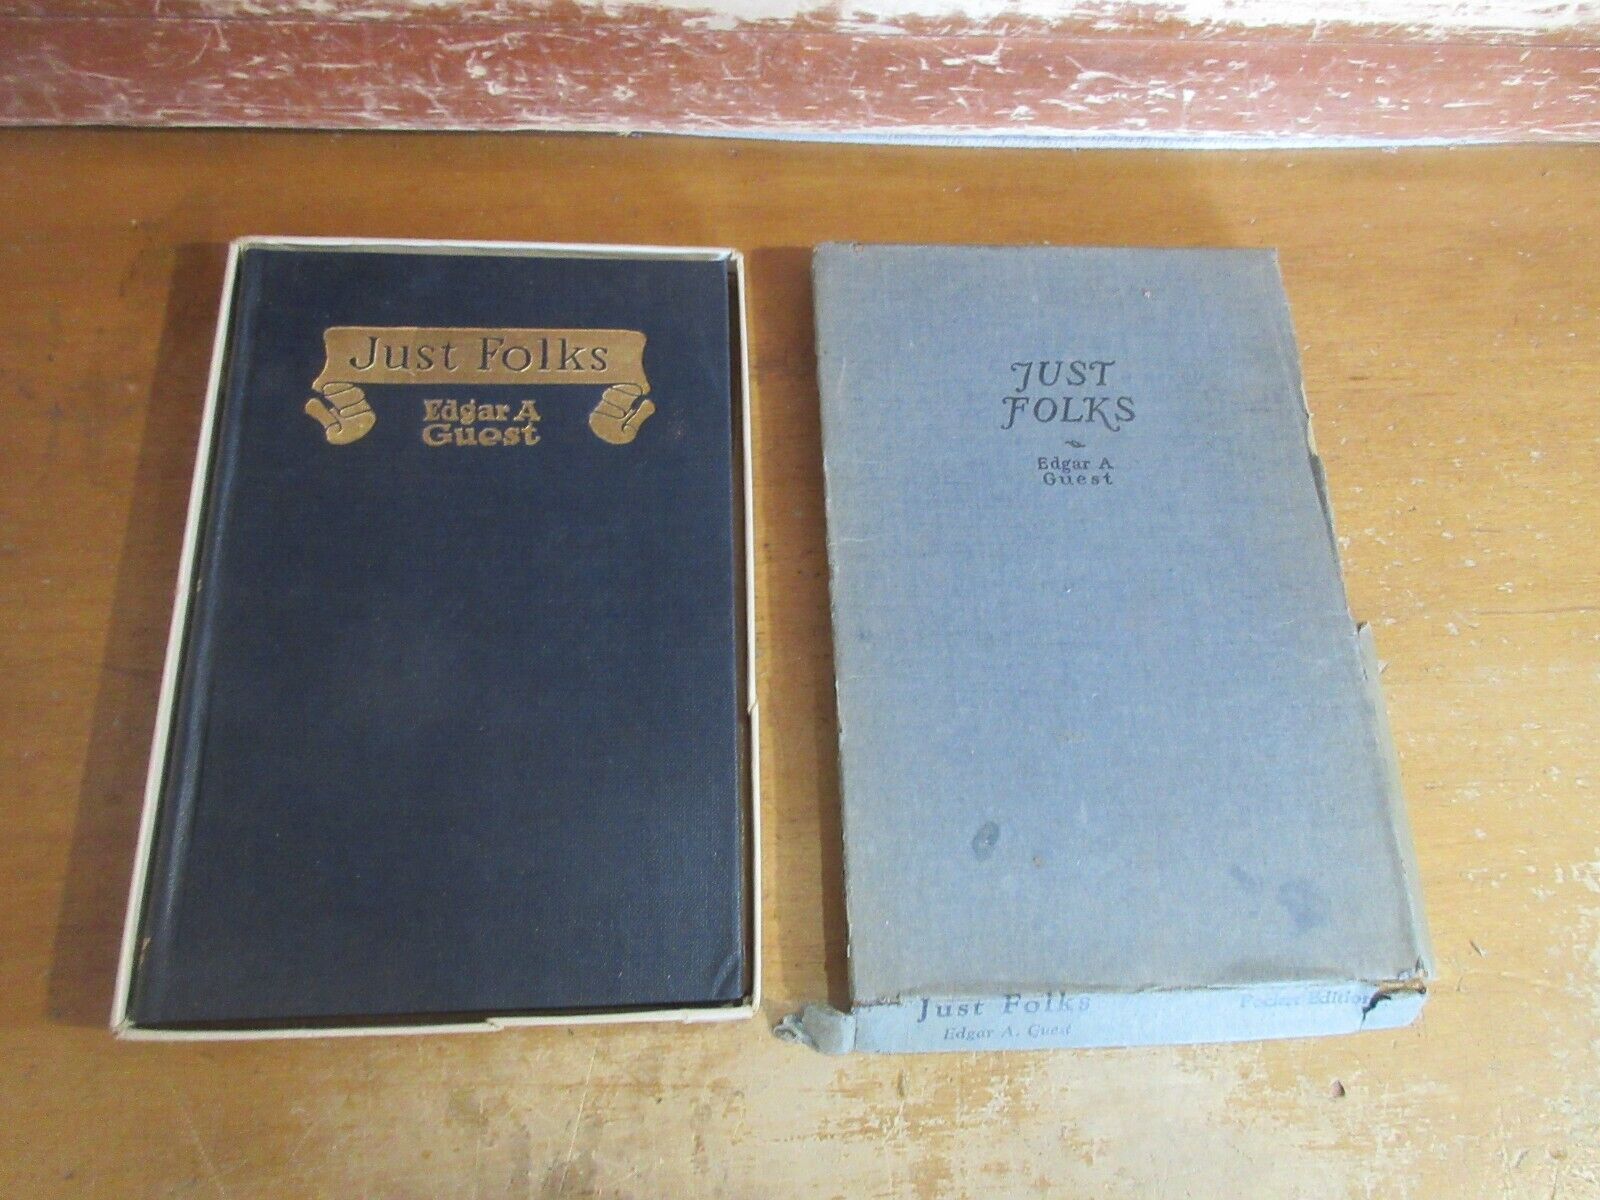 Just Folks
Edgar A
Guest
JUST
FOLKS
Edgar A
Guest
Just Folks
Pocket Edition
Edgar A. Guest